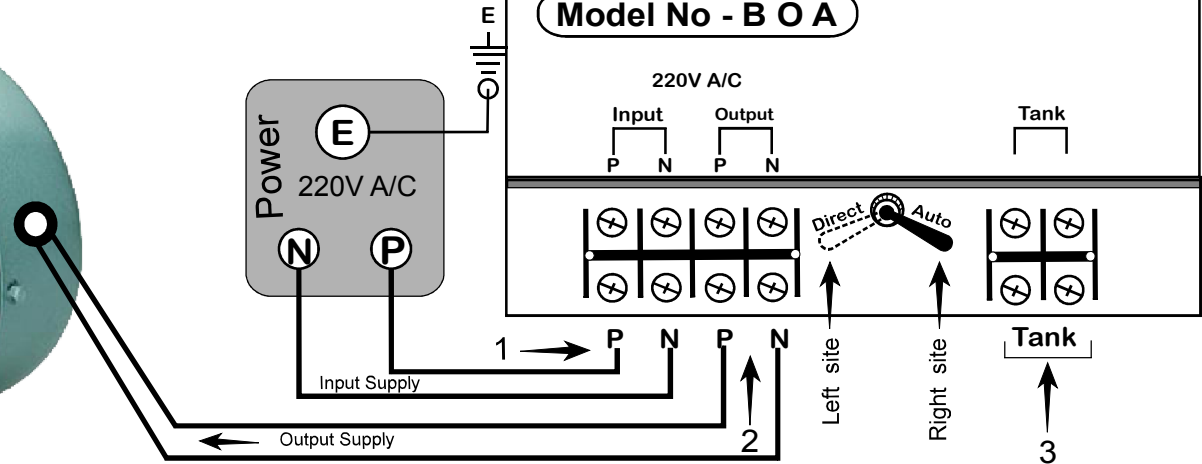 Model No - B O A
E
220V A/C
Input Output Tank
P N P N
Power
E
220V A/C
N P
Direct Auto
P N P N
Tank
1
Input Supply
2
Output Supply
Left site
Right site
3